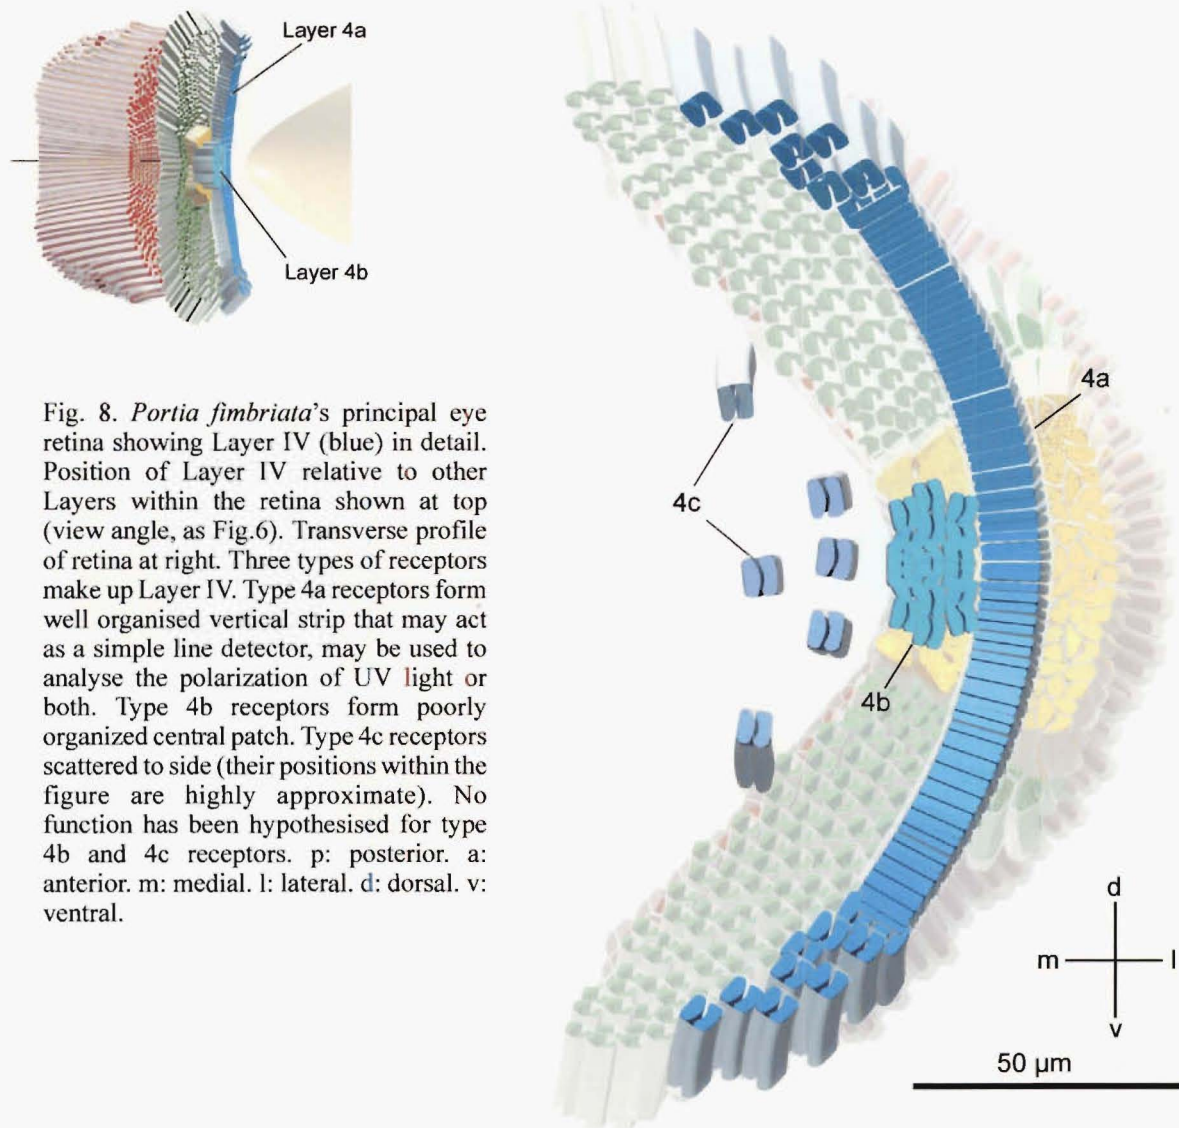 Layer 4a
Layer 4b
Fig. 8. Portia fimbriata's principal eye
retina showing Layer IV (blue) in detail.
Position of Layer IV relative to other
Layers within the retina shown at top
(view angle, as Fig.6). Transverse profile
of retina at right. Three types of receptors
make up Layer IV. Type 4a receptors form
well organised vertical strip that may act
as a simple line detector, may be used to
analyse the polarization of UV light or
both. Type 4b receptors form poorly
organized central patch. Type 4c receptors
scattered to side (their positions within the
figure are highly approximate). No
function has been hypothesised for type
4b and 4c receptors. p: posterior. a:
anterior. m: medial. l: lateral. d: dorsal. v:
ventral.
4a
4c
4b
d
m
l
v
50 µm